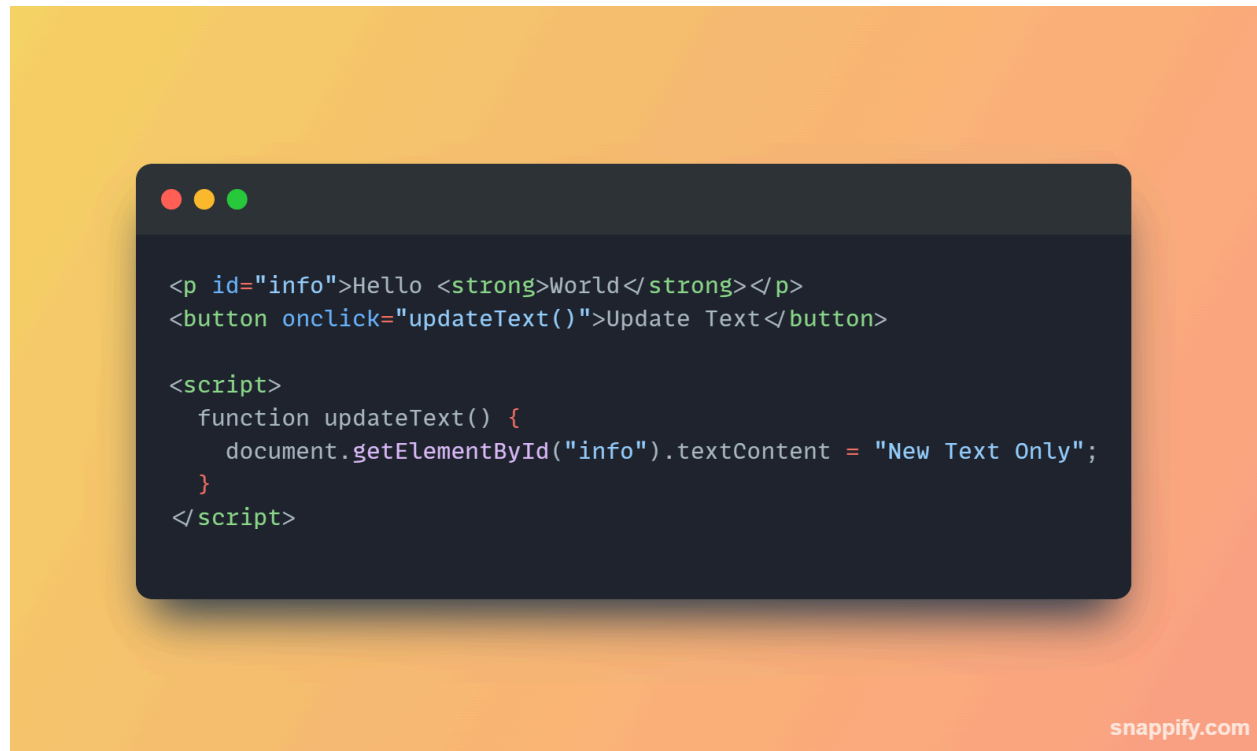 <p id="info">Hello <strong>World</strong></p>
<button onclick="updateText()">Update Text</button>
<script>
  function updateText() {
    document.getElementById("info").textContent = "New Text Only";
  }
</script>
snappify.com